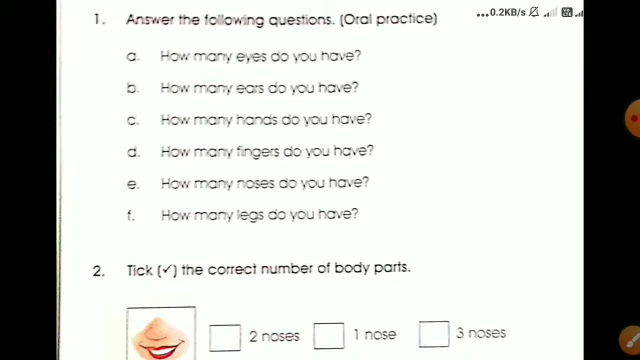 1. Answer the following questions. (Oral practice)
...0.2KB/s
a. How many eyes do you have?
b. How many ears do you have?
c. How many hands do you have?
d. How many fingers do you have?
e. How many noses do you have?
f. How many legs do you have?
2. Tick (✓) the correct number of body parts.
2 noses 1 nose 3 noses